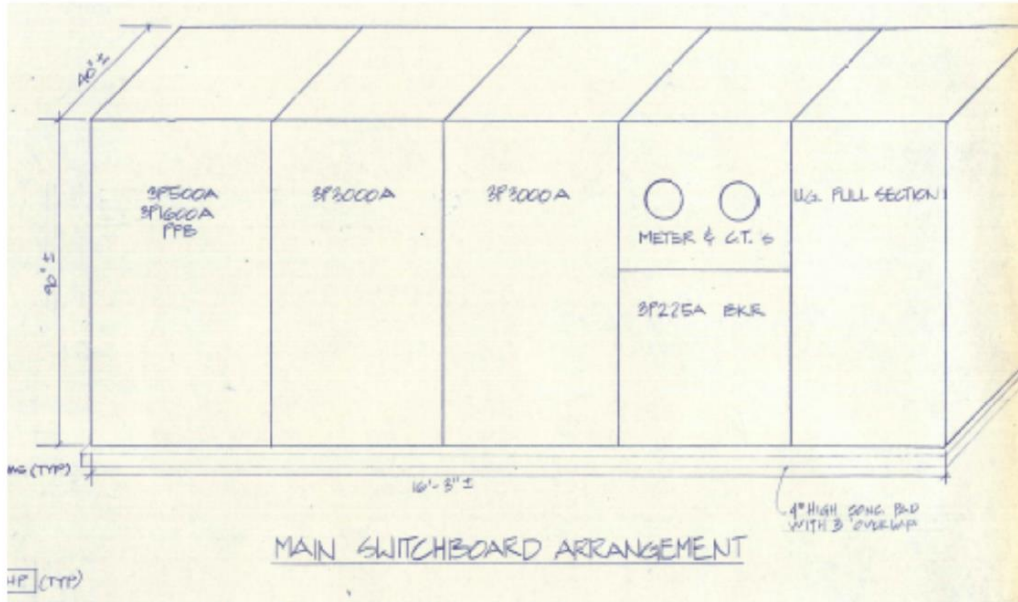 40" ±
3P500A
3P1600A
PPB
3P3000A
3P3000A
METER & C.T. S
U.G. PULL SECTION
90" ±
3P225A BKR
(TYP)
16'-3" ±
4" HIGH CONC PAD
WITH 3" OVERLAP
MAIN SWITCHBOARD ARRANGEMENT
HP (TYP)